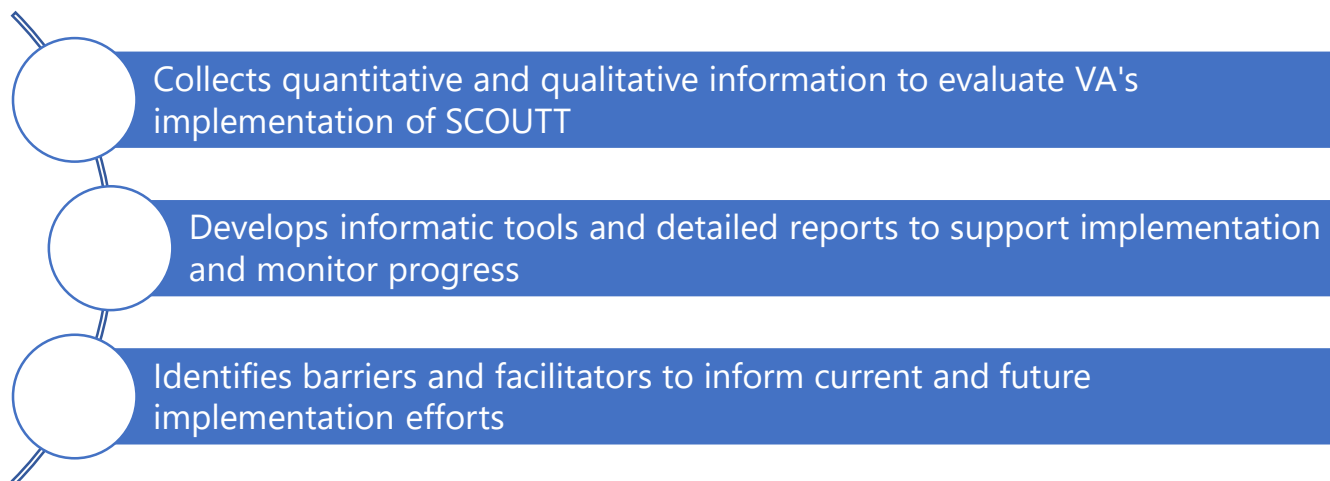 Collects quantitative and qualitative information to evaluate VA's
implementation of SCOUTT
Develops informatic tools and detailed reports to support implementation
and monitor progress
Identifies barriers and facilitators to inform current and future
implementation efforts